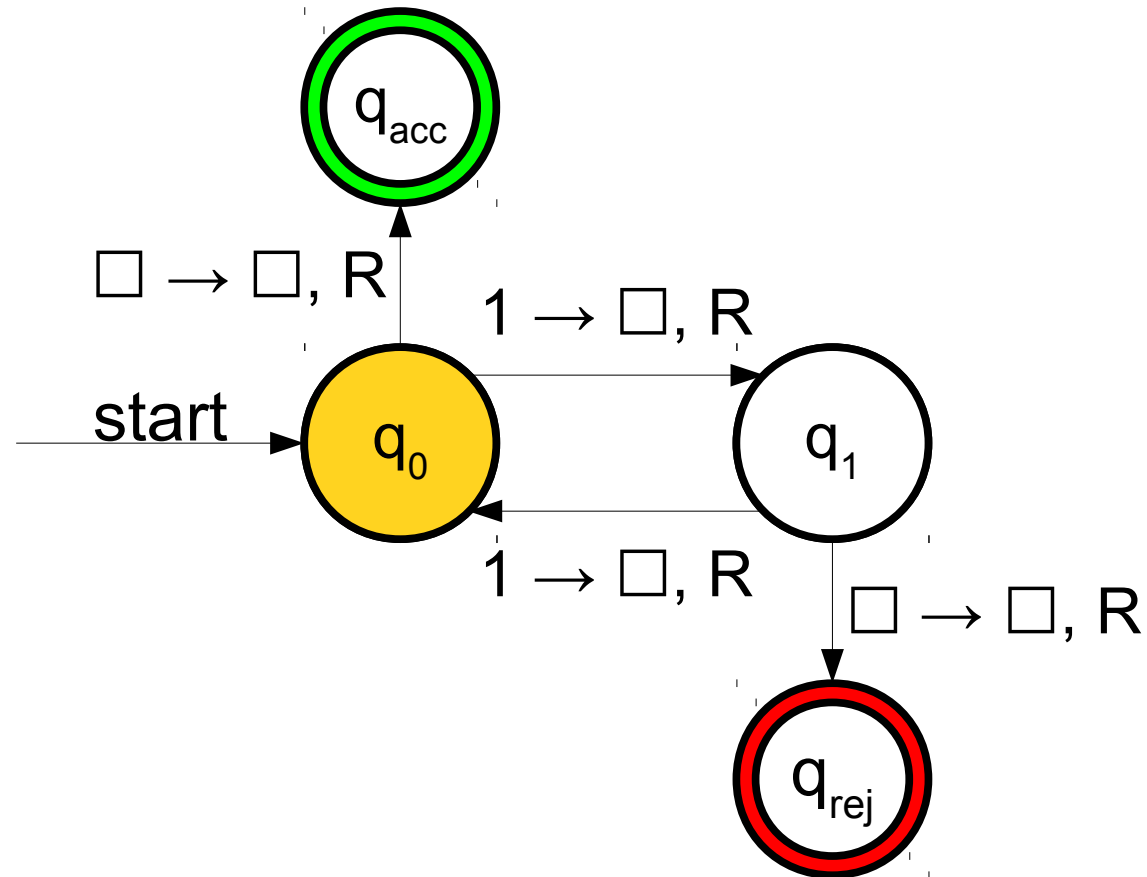 q_acc
□ → □, R
1 → □, R
start
q_0
q_1
1 → □, R
□ → □, R
q_rej